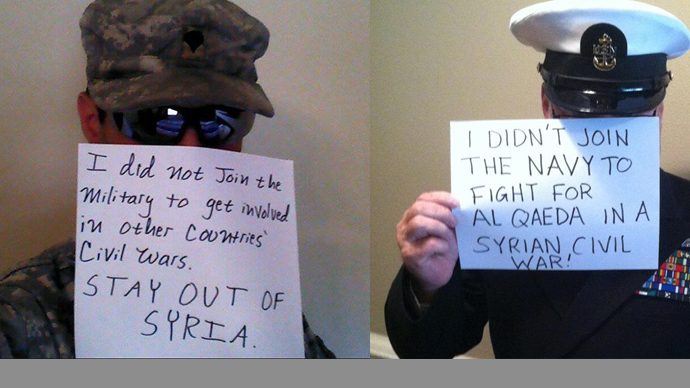 I did not Join the
military to get involved
in other Countries'
Civil Wars.
STAY OUT OF
SYRIA.
I DIDN'T JOIN
THE NAVY TO
FIGHT FOR
AL QAEDA IN A
SYRIAN CIVIL
WAR!